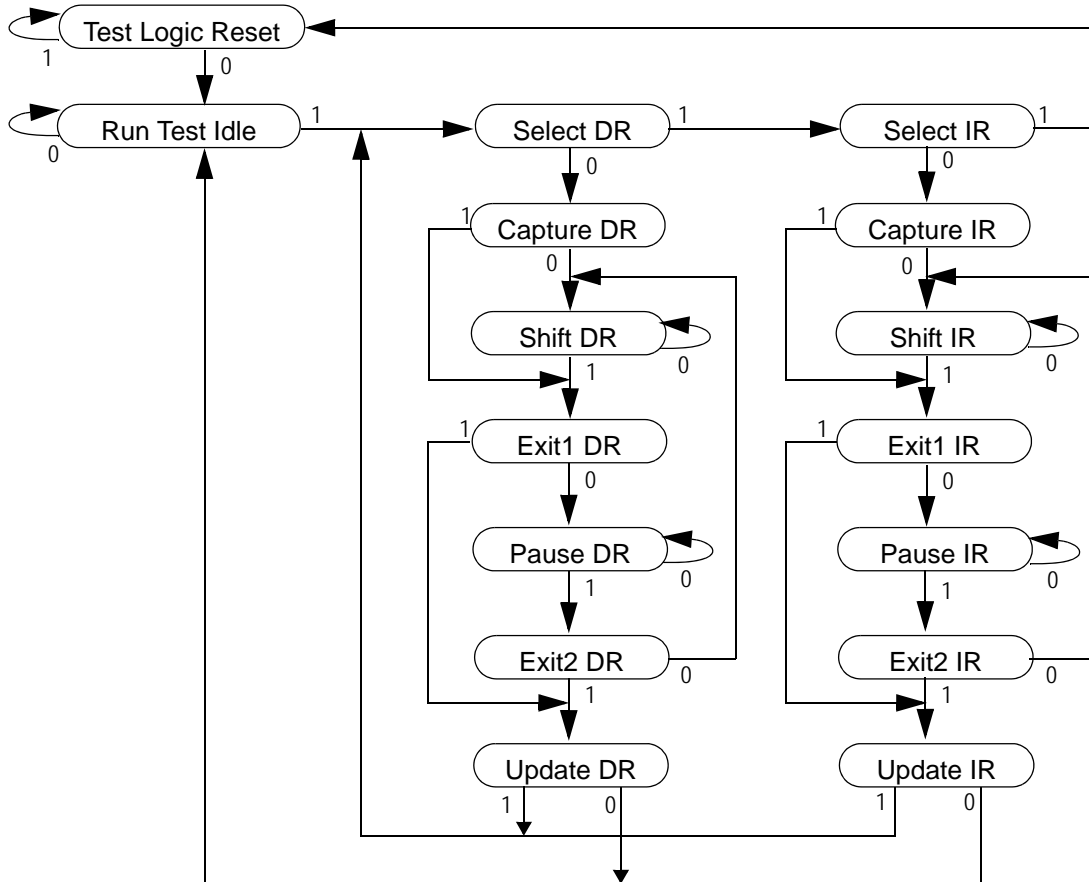 Test Logic Reset
1
0
Run Test Idle
1
Select DR
1
Select IR
1
0
0
0
1
Capture DR
1
Capture IR
0
0
Shift DR
0
Shift IR
0
1
1
1
Exit1 DR
1
Exit1 IR
0
0
Pause DR
0
Pause IR
0
1
1
Exit2 DR
0
Exit2 IR
0
1
1
Update DR
Update IR
1
0
1
0